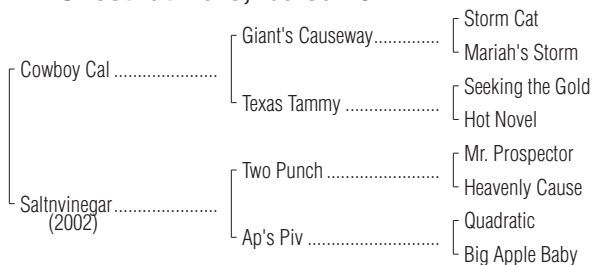 Storm Cat
Giant's Causeway..............
Mariah's Storm
Cowboy Cal ......................
Seeking the Gold
Texas Tammy ....................
Hot Novel
Mr. Prospector
Two Punch ........................
Heavenly Cause
Saltnvinegar......................
(2002)
Quadratic
Ap's Piv ............................
Big Apple Baby